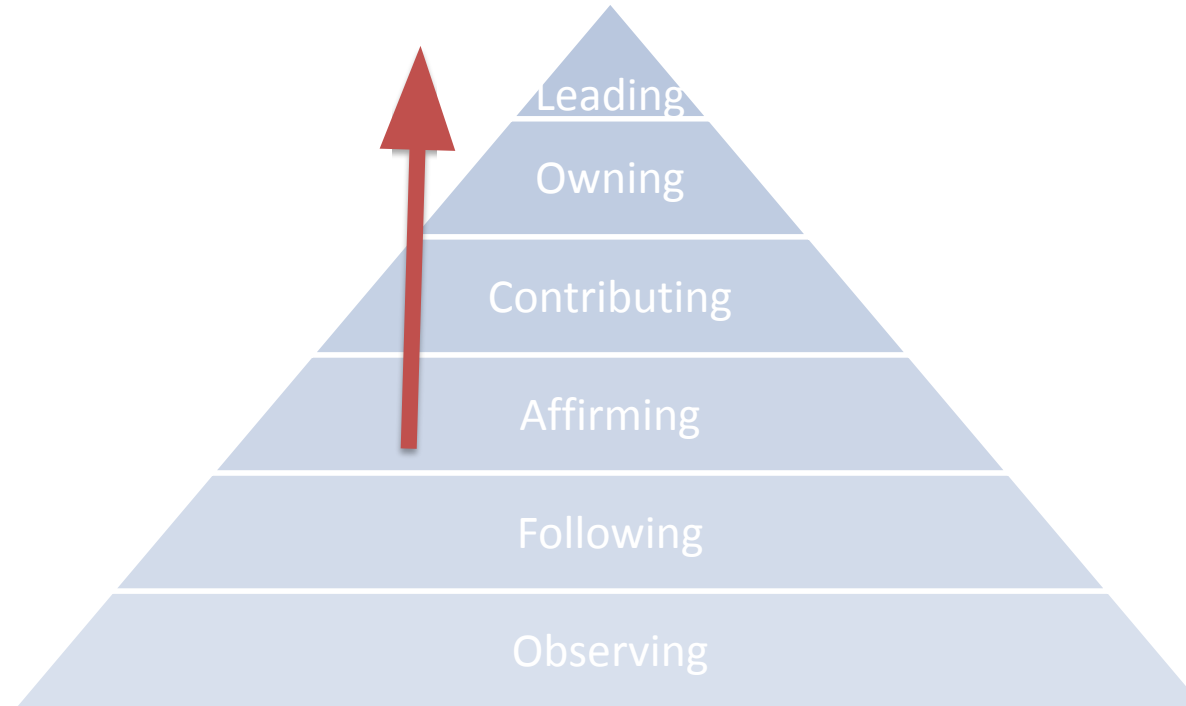 Leading
Owning
Contributing
Affirming
Following
Observing